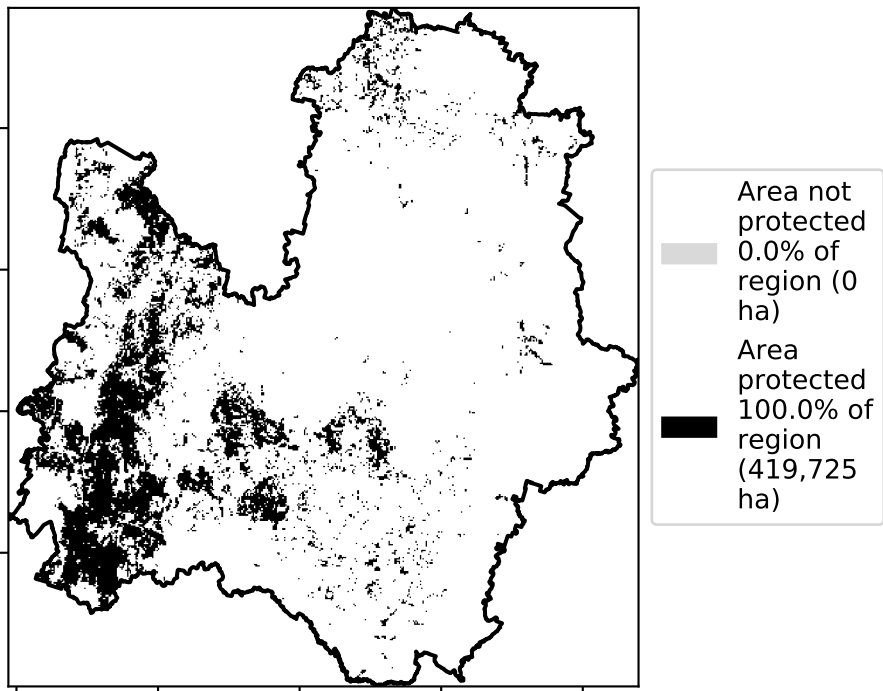 Area not
protected
0.0% of
region (0
ha)
Area
protected
100.0% of
region
(419,725
ha)